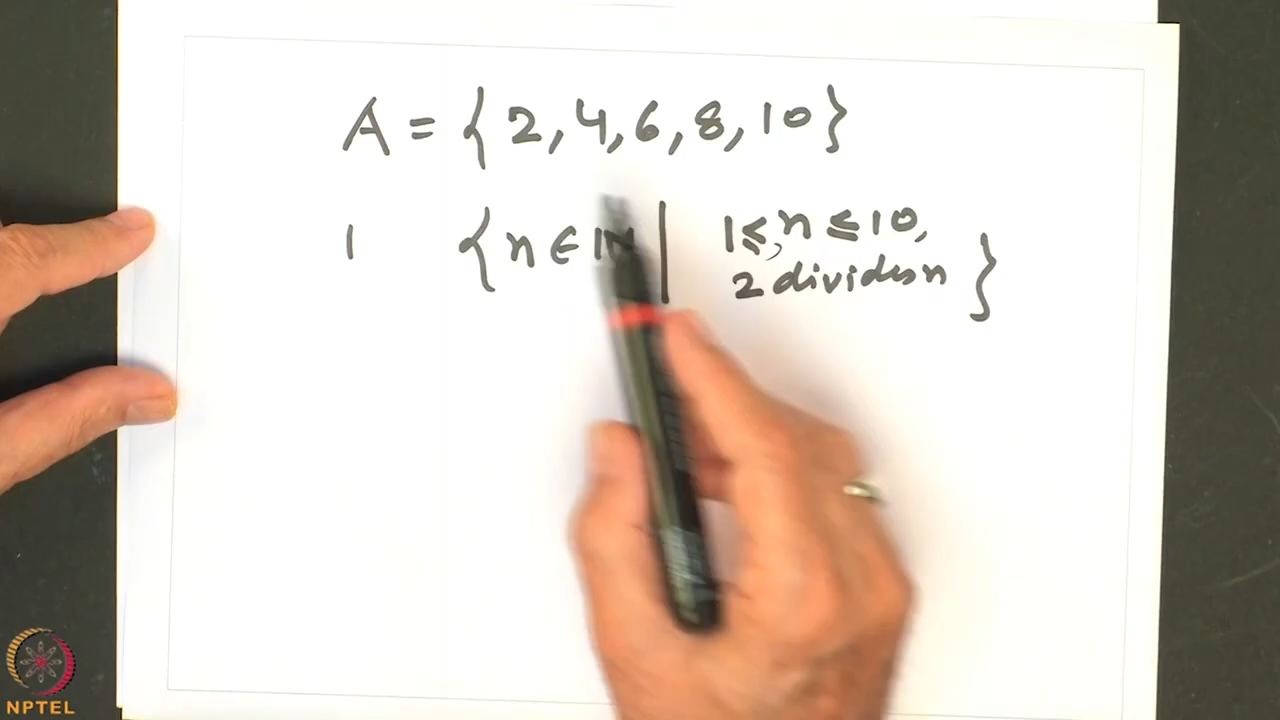 A = { 2, 4, 6, 8, 10 }
1 { n ∈ ℕ | 1 ≤ n ≤ 10,
2 divides n }
NPTEL